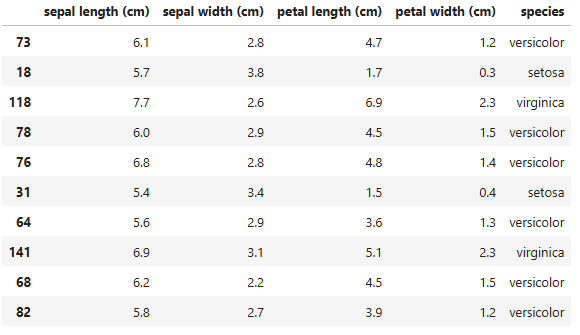 sepal length (cm) sepal width (cm) petal length (cm) petal width (cm) species
73 6.1 2.8 4.7 1.2 versicolor
18 5.7 3.8 1.7 0.3 setosa
118 7.7 2.6 6.9 2.3 virginica
78 6.0 2.9 4.5 1.5 versicolor
76 6.8 2.8 4.8 1.4 versicolor
31 5.4 3.4 1.5 0.4 setosa
64 5.6 2.9 3.6 1.3 versicolor
141 6.9 3.1 5.1 2.3 virginica
68 6.2 2.2 4.5 1.5 versicolor
82 5.8 2.7 3.9 1.2 versicolor